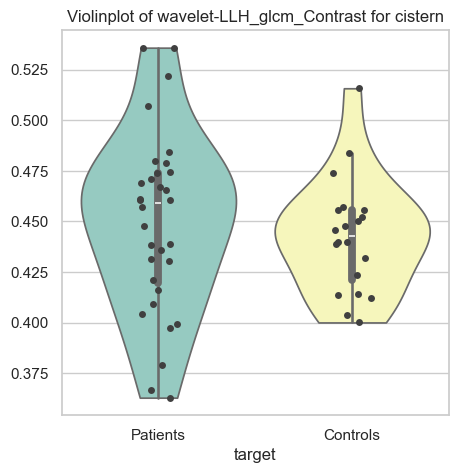 Violinplot of wavelet-LLH_glcm_Contrast for cistern
0.525
0.500
0.475
0.450
0.425
0.400
0.375
Patients Controls
target